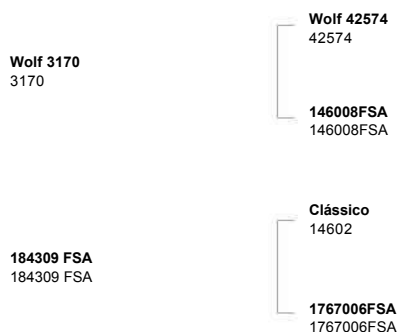 Wolf 42574
42574
Wolf 3170
3170
146008FSA
146008FSA
Clássico
14602
184309 FSA
184309 FSA
1767006FSA
1767006FSA